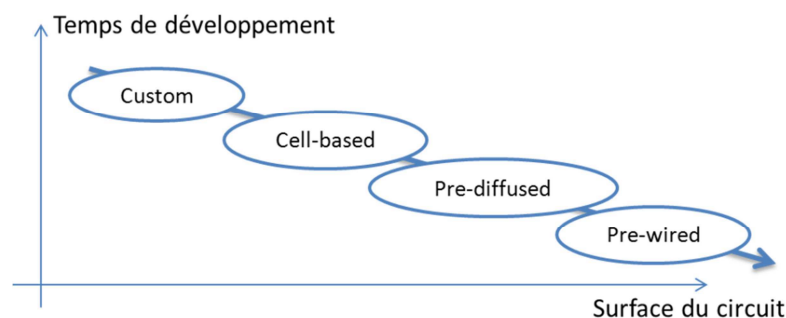 Temps de développement
Custom
Cell-based
Pre-diffused
Pre-wired
Surface du circuit